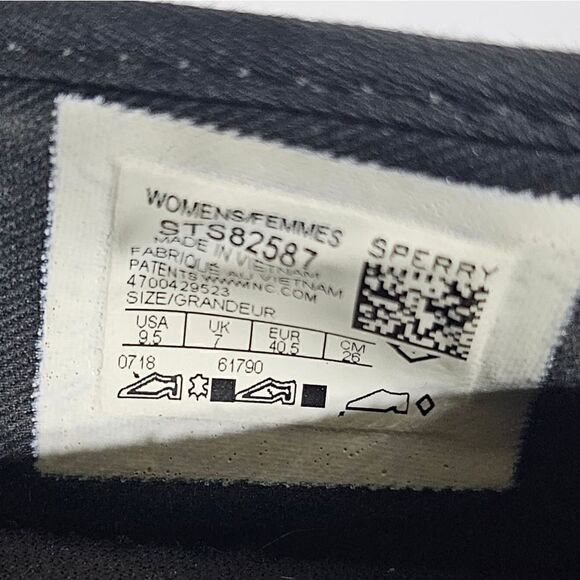 WOMENS/FEMMES
STS82587
SPERRY
MADE IN VIETNAM
FABRIQUE AU VIETNAM
PATENTS:WWWMNC.COM
4700429523
SIZE/GRANDEUR
USA UK EUR CM
9.5 7 40.5 26
0718 61790